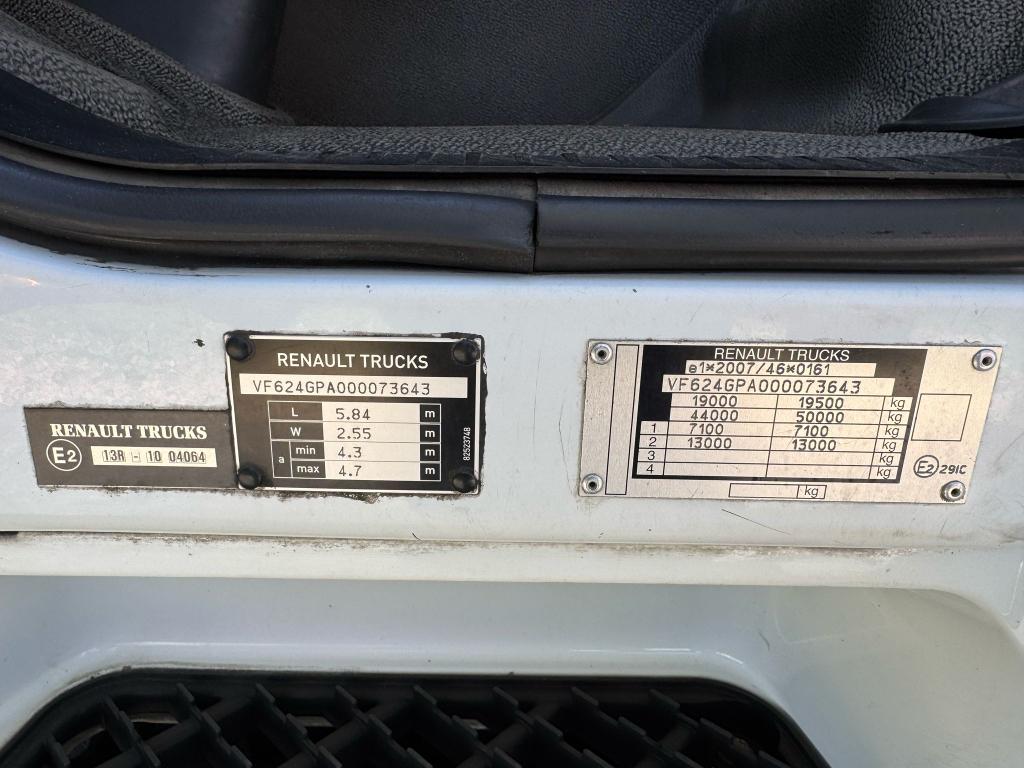 RENAULT TRUCKS
E2 13R - 10 04064
RENAULT TRUCKS
VF624GPA000073643
L 5.84 m
W 2.55 m
a min 4.3 m
max 4.7 m
82523748
RENAULT TRUCKS
e1*2007/46*0161
VF624GPA000073643
19000 19500 kg
44000 50000 kg
1 7100 7100 kg
2 13000 13000 kg
3 kg
4 kg
kg
E2 291C